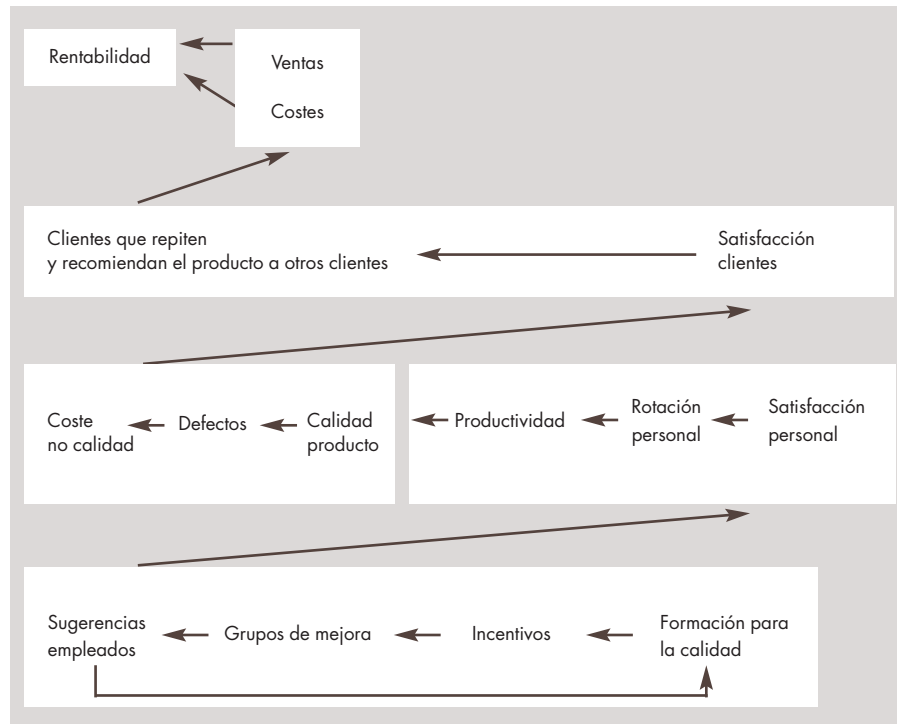 Rentabilidad
Ventas
Costes
Clientes que repiten
y recomiendan el producto a otros clientes
Satisfacción
clientes
Coste
no calidad
Defectos
Calidad
producto
Productividad
Rotación
personal
Satisfacción
personal
Sugerencias
empleados
Grupos de mejora
Incentivos
Formación para
la calidad